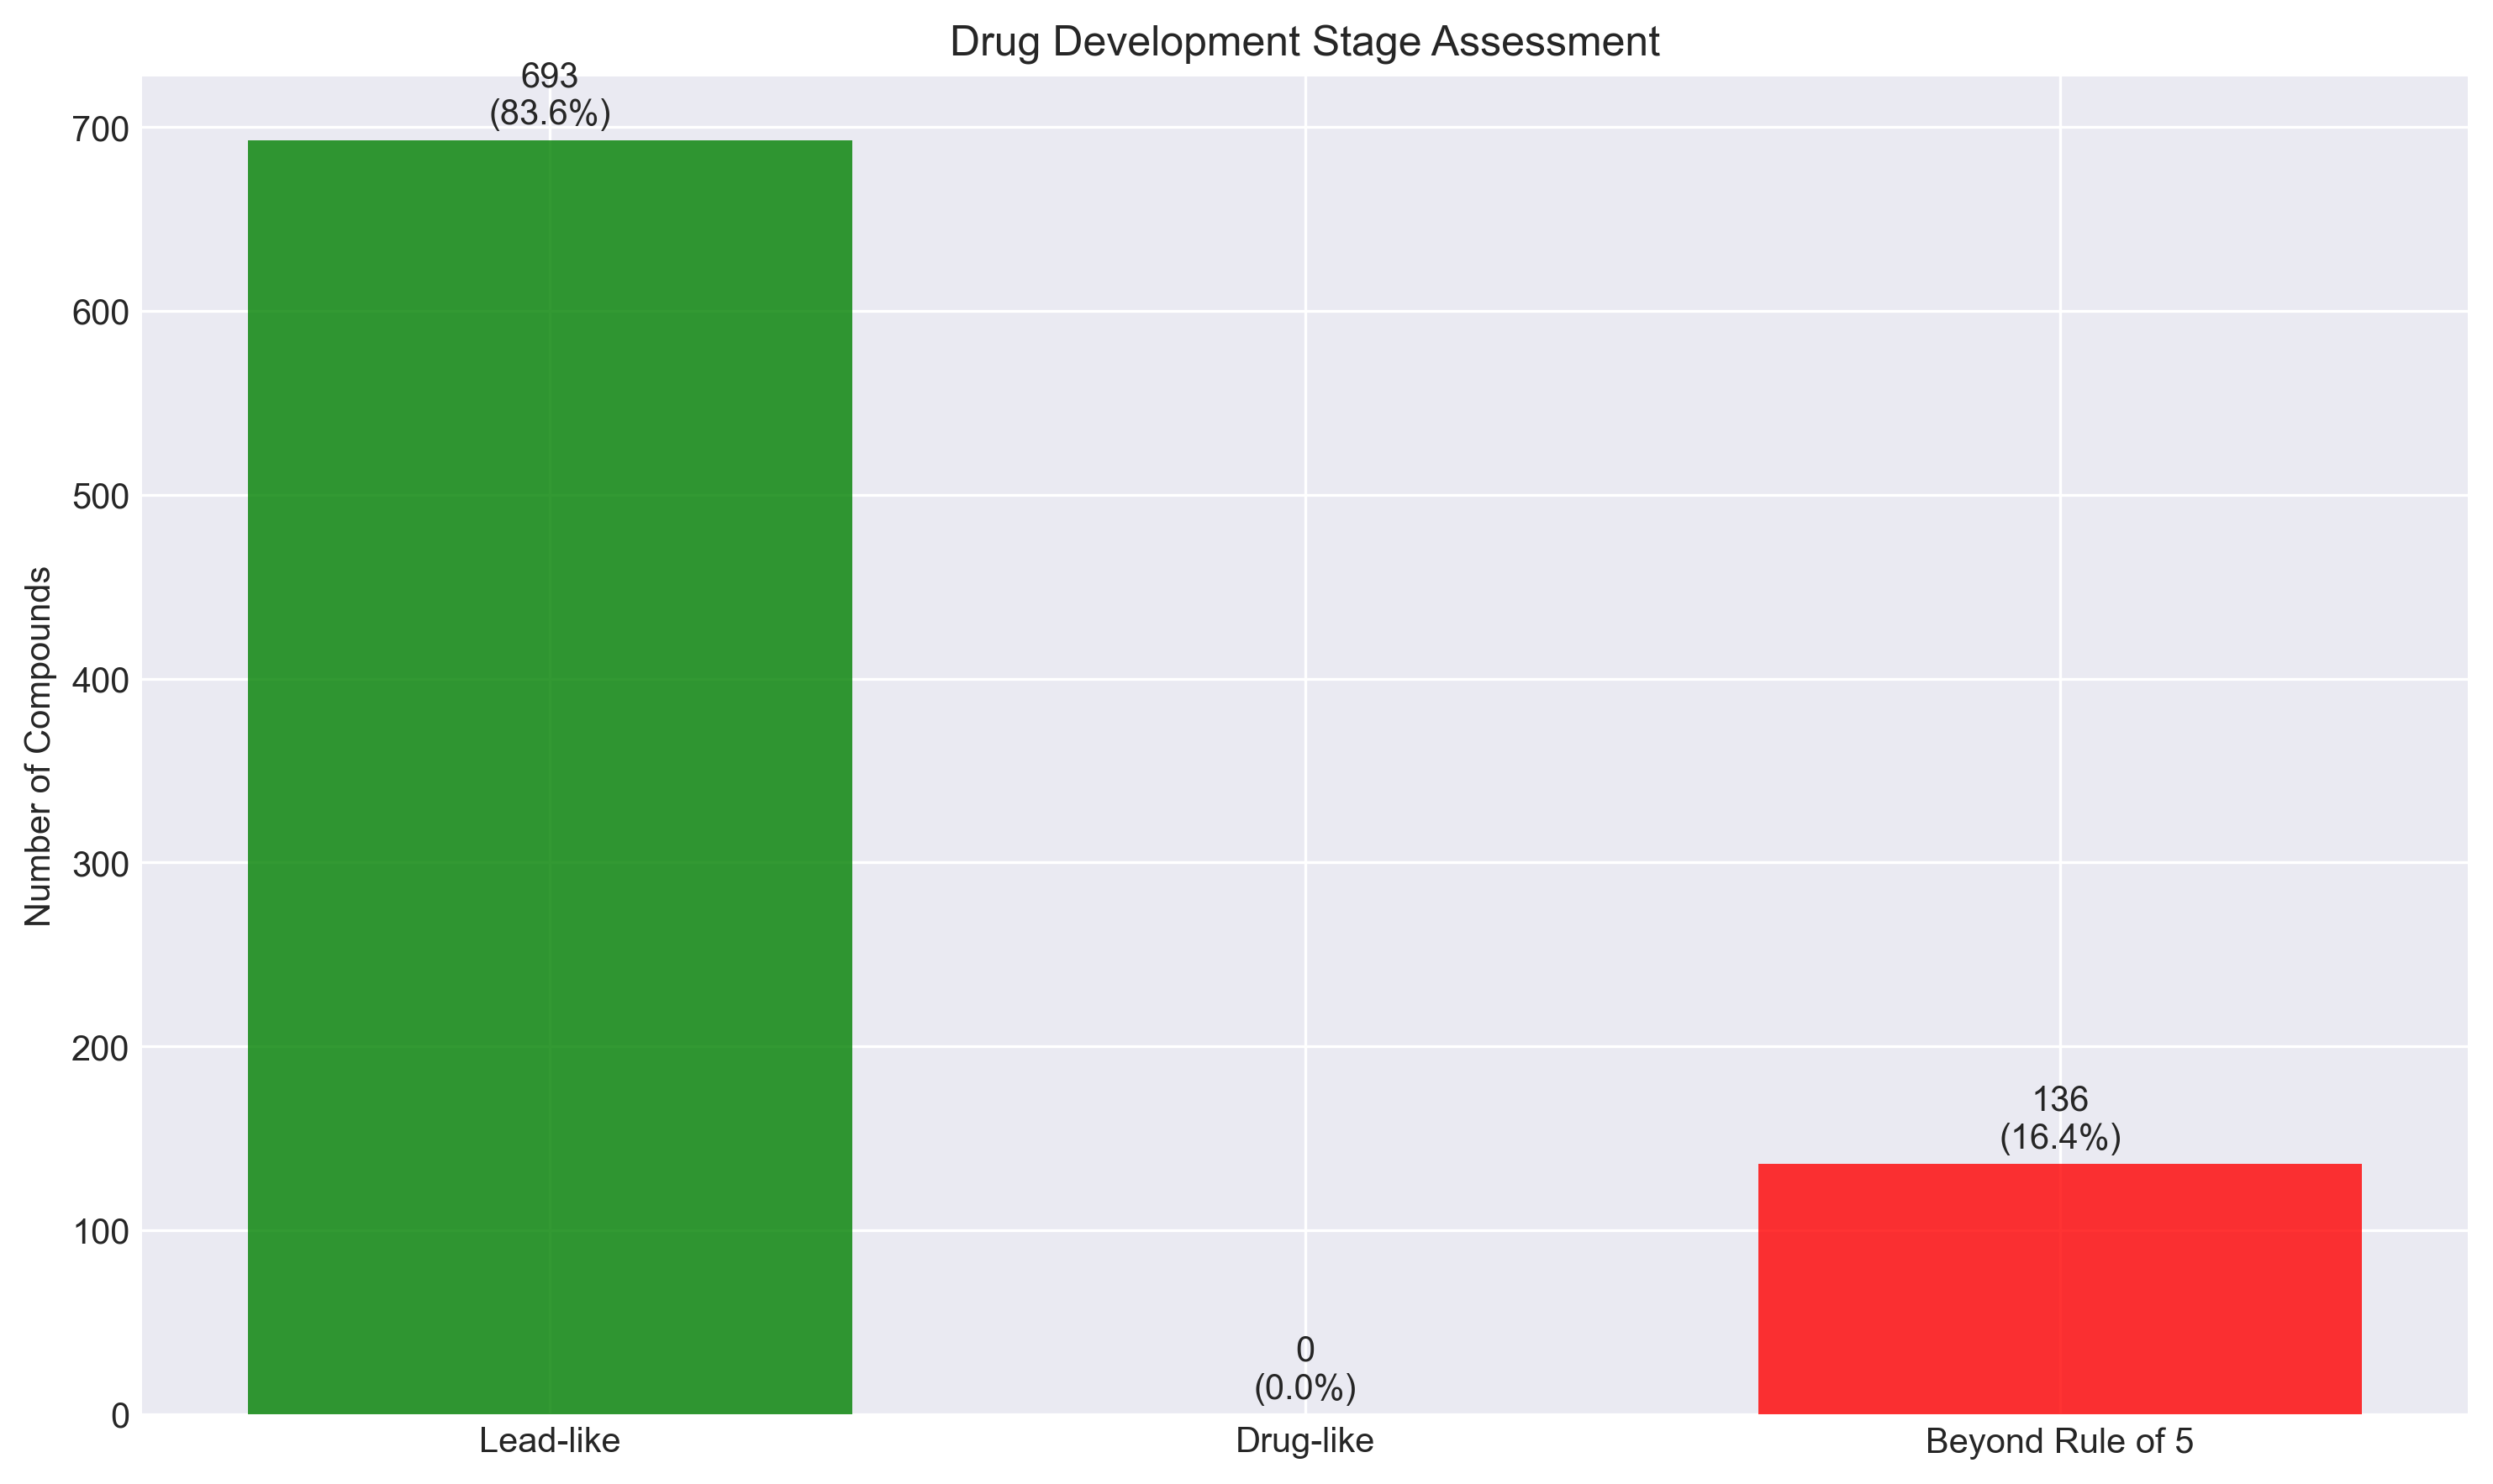 Drug Development Stage Assessment
693
(83.6%)
700
600
500
400
300
200
100
0
Number of Compounds
0
(0.0%)
136
(16.4%)
Lead-like
Drug-like
Beyond Rule of 5